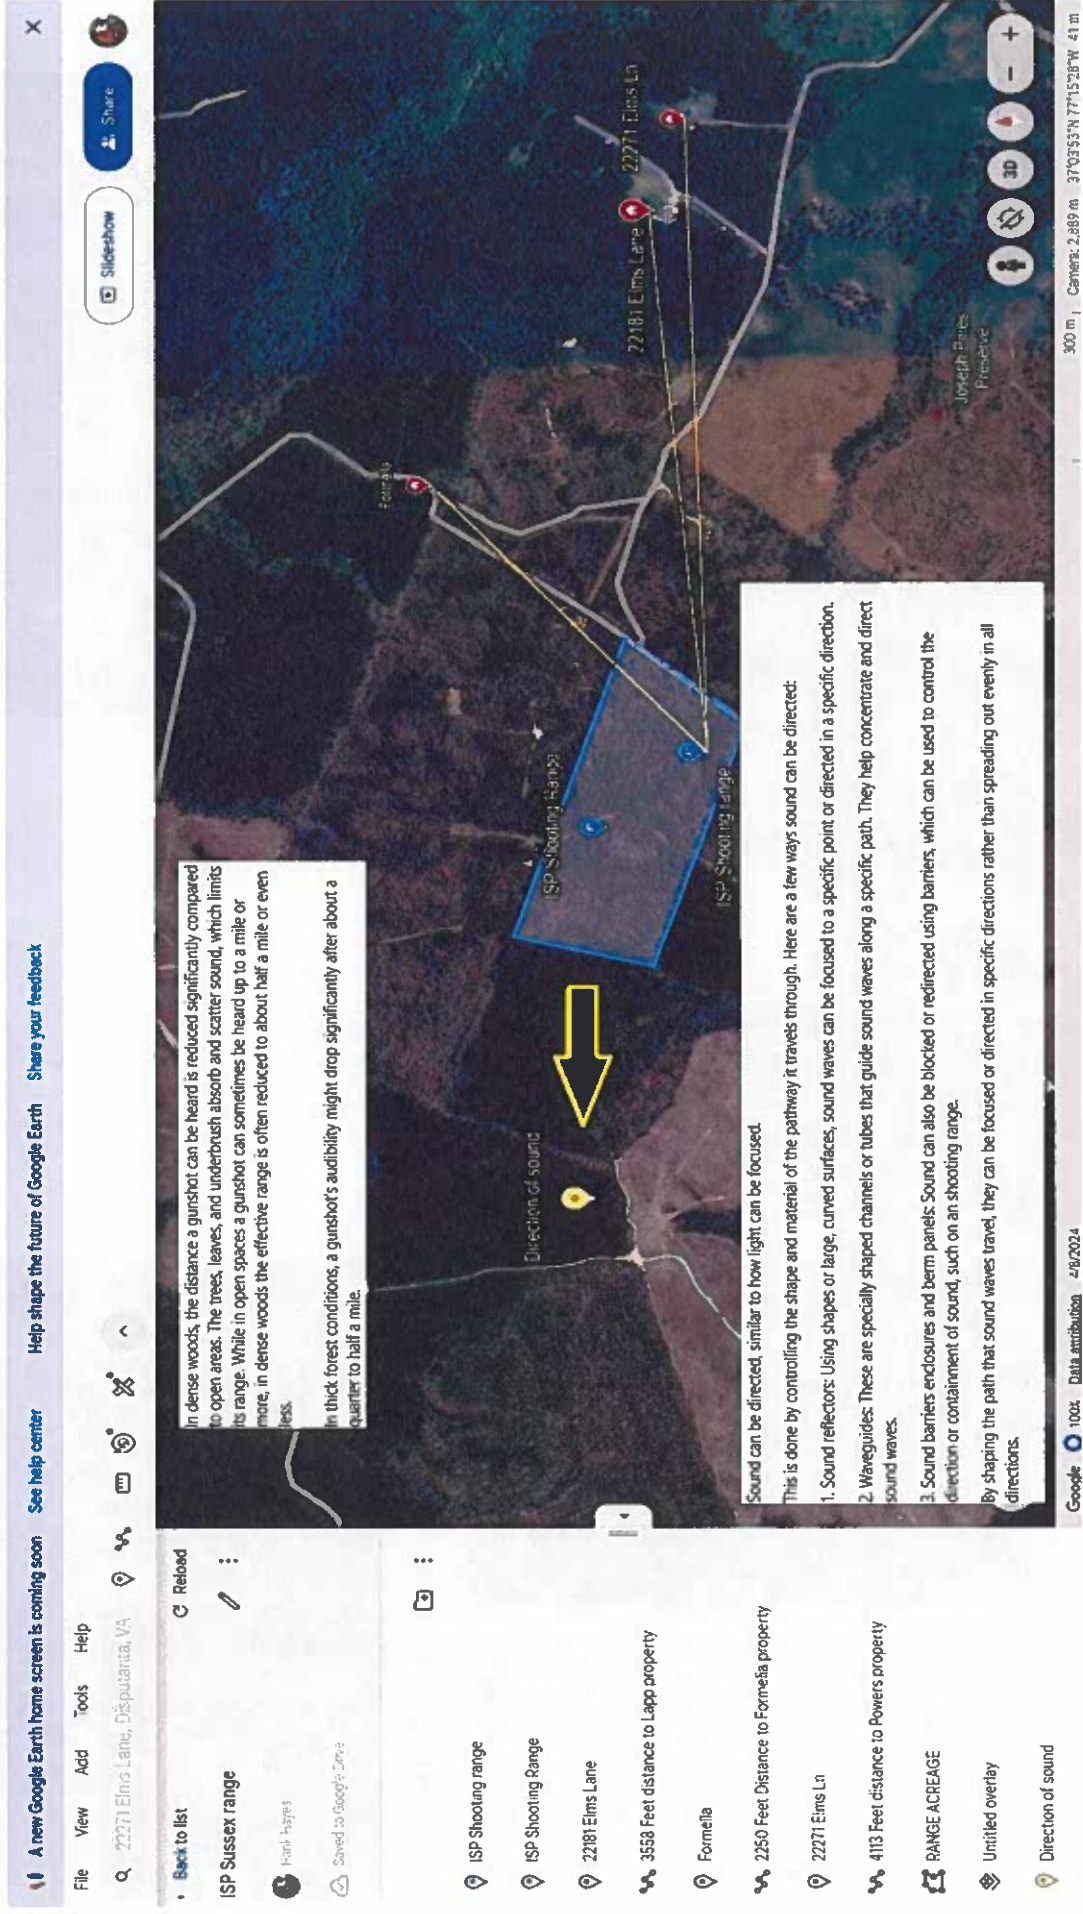 A new Google Earth home screen is coming soon See help center Help shape the future of Google Earth Share your feedback
File View Add Tools Help
22271 Elms Lane, Disputanta, VA
Slideshow
Share
Back to list
Reload
ISP Sussex range
Hank Hayes
Saved to Google Drive
ISP Shooting range
ISP Shooting Range
22181 Elms Lane
3558 Feet distance to Lapp property
Formella
2250 Feet Distance to Formella property
22271 Elms Ln
4113 Feet distance to Powers property
RANGE ACREAGE
Untitled overlay
Direction of sound
In dense woods, the distance a gunshot can be heard is reduced significantly compared
to open areas. The trees, leaves, and underbrush absorb and scatter sound, which limits
its range. While in open spaces a gunshot can sometimes be heard up to a mile or
more, in dense woods the effective range is often reduced to about half a mile or even
less.
In thick forest conditions, a gunshot's audibility might drop significantly after about a
quarter to half a mile.
Direction of sound
ISP Shooting Range
ISP Shooting range
Formella
22181 Elms Lane
22271 Elms Ln
Joseph Pines
Preserve
Sound can be directed, similar to how light can be focused.
This is done by controlling the shape and material of the pathway it travels through. Here are a few ways sound can be directed:
1. Sound reflectors: Using shapes or large, curved surfaces, sound waves can be focused to a specific point or directed in a specific direction.
2. Waveguides: These are specially shaped channels or tubes that guide sound waves along a specific path. They help concentrate and direct
sound waves.
3. Sound barriers enclosures and berm panels: Sound can also be blocked or redirected using barriers, which can be used to control the
direction or containment of sound, such on an shooting range.
By shaping the path that sound waves travel, they can be focused or directed in specific directions rather than spreading out evenly in all
directions.
3D
Google 100% Data attribution 4/8/2024
300 m Camera: 2,889 m 37°03'53"N 77°15'28"W 41 m